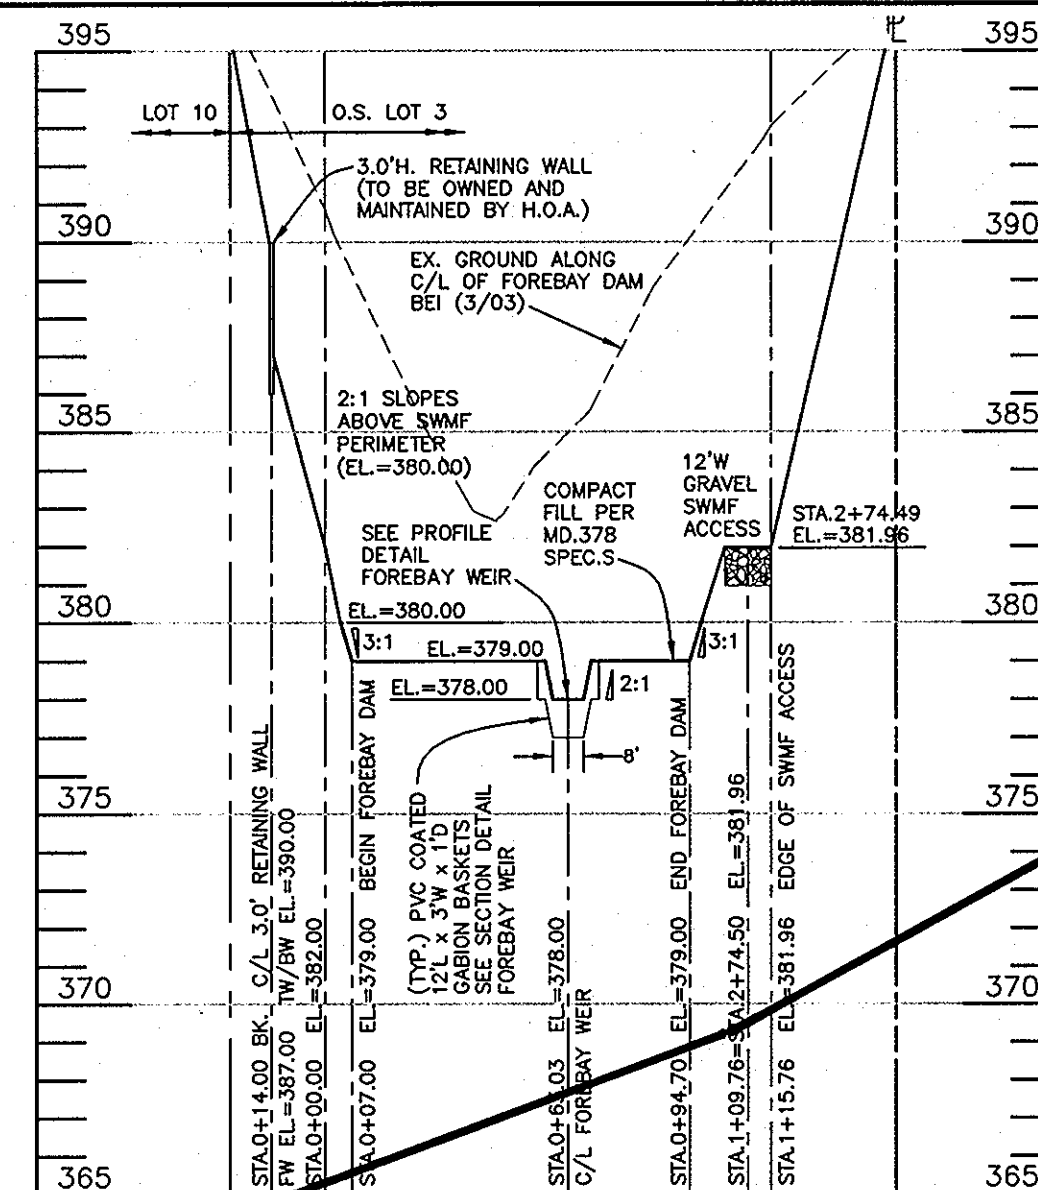 395
395
LOT 10
O.S. LOT 3
3.0'H. RETAINING WALL
(TO BE OWNED AND
MAINTAINED BY H.O.A.)
390
390
EX. GROUND ALONG
C/L OF FOREBAY DAM
BEI (3/03)
2:1 SLOPES
ABOVE SWMF
PERIMETER
(EL.=380.00)
385
385
12'W
GRAVEL
SWMF
ACCESS
COMPACT
FILL PER
MD.378
SPEC.S
STA.2+74.49
EL.=381.96
SEE PROFILE
DETAIL
FOREBAY WEIR
380
380
EL.=380.00
3:1
EL.=379.00
3:1
EL.=378.00
2:1
8'
375
375
(TYP.) PVC COATED
12'L x 3'W x 1'D
GABION BASKETS
SEE SECTION DETAIL
FOREBAY WEIR
370
370
STA.0+14.00 BK. C/L 3.0' RETAINING WALL
FW EL.=387.00 TW/BW EL.=390.00
STA.0+00.00 EL=382.00
STA.0+07.00 EL=379.00 BEGIN FOREBAY DAM
STA.0+63.03 EL=378.00
C/L FOREBAY WEIR
STA.0+94.70 EL=379.00 END FOREBAY DAM
STA.1+09.76=STA.2+74.50 EL=381.96
STA.1+15.76 EL=381.96 EDGE OF SWMF ACCESS
365
365